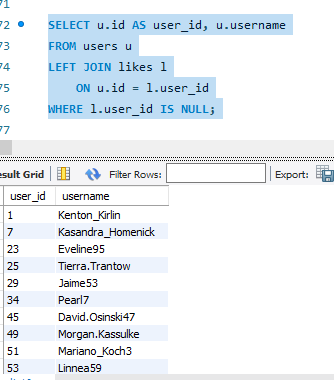 71
72 SELECT u.id AS user_id, u.username
73 FROM users u
74 LEFT JOIN likes l
75 ON u.id = l.user_id
76 WHERE l.user_id IS NULL;
77
Result Grid Filter Rows: Export:
user_id username
1 Kenton_Kirlin
7 Kasandra_Homenick
23 Eveline95
25 Tierra.Trantow
29 Jaime53
34 Pearl7
45 David.Osinski47
49 Morgan.Kassulke
51 Mariano_Koch3
53 Linnea59